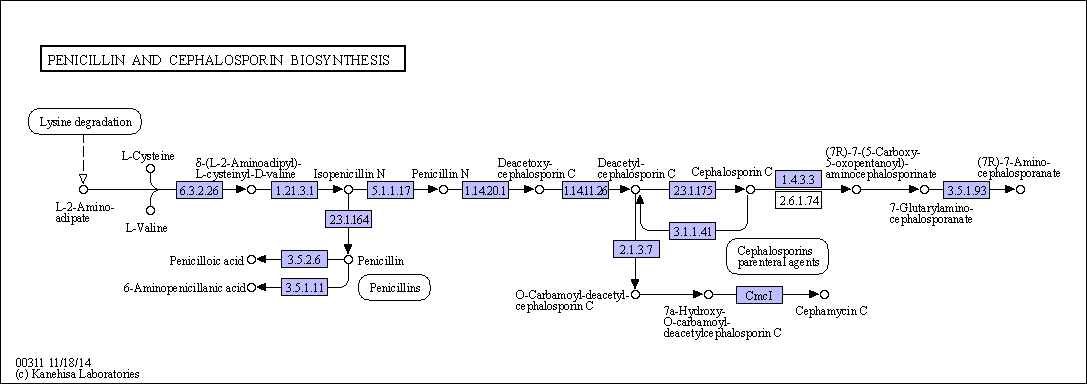 PENICILLIN AND CEPHALOSPORIN BIOSYNTHESIS
Lysine degradation
L-Cysteine
L-2-Amino-
adipate
L-Valine
6.3.2.26
δ-(L-2-Aminoadipyl)-
L-cysteinyl-D-valine
1.21.3.1
Isopenicillin N
5.1.1.17
Penicillin N
1.14.20.1
Deacetoxy-
cephalosporin C
1.14.11.26
Deacetyl-
cephalosporin C
2.3.1.175
Cephalosporin C
1.4.3.3
2.6.1.74
(7R)-7-(5-Carboxy-
5-oxopentanoyl)-
aminocephalosporinate
7-Glutarylamino-
cephalosporanate
3.5.1.93
(7R)-7-Amino-
cephalosporanate
2.3.1.164
3.1.1.41
2.1.3.7
Cephalosporins
parenteral agents
Penicilloic acid
3.5.2.6
Penicillin
6-Aminopenicillanic acid
3.5.1.11
Penicillins
O-Carbamoyl-deacetyl-
cephalosporin C
7a-Hydroxy-
O-carbamoyl-
deacetylcephalosporin C
CmcI
Cephamycin C
00311 11/18/14
(c) Kanehisa Laboratories